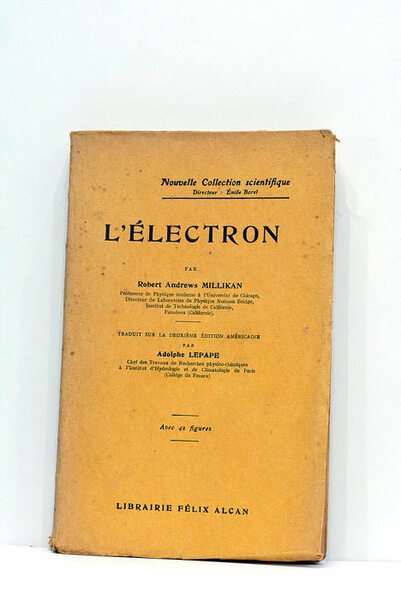 Nouvelle Collection scientifique
Directeur : Émile Borel
L'ÉLECTRON
PAR
Robert Andrews MILLIKAN
Professeur de Physique moderne à l'Université de Chicago,
Directeur du Laboratoire de Physique Norman Bridge,
Institut de Technologie de Californie,
Pasadena (Californie).
TRADUIT SUR LA DEUXIÈME ÉDITION AMÉRICAINE
PAR
Adolphe LEPAPE
Chef des Travaux de Recherches physico-chimiques
à l'Institut d'Hydrologie et de Climatologie de Paris
(Collège de France)
Avec 42 figures
LIBRAIRIE FÉLIX ALCAN